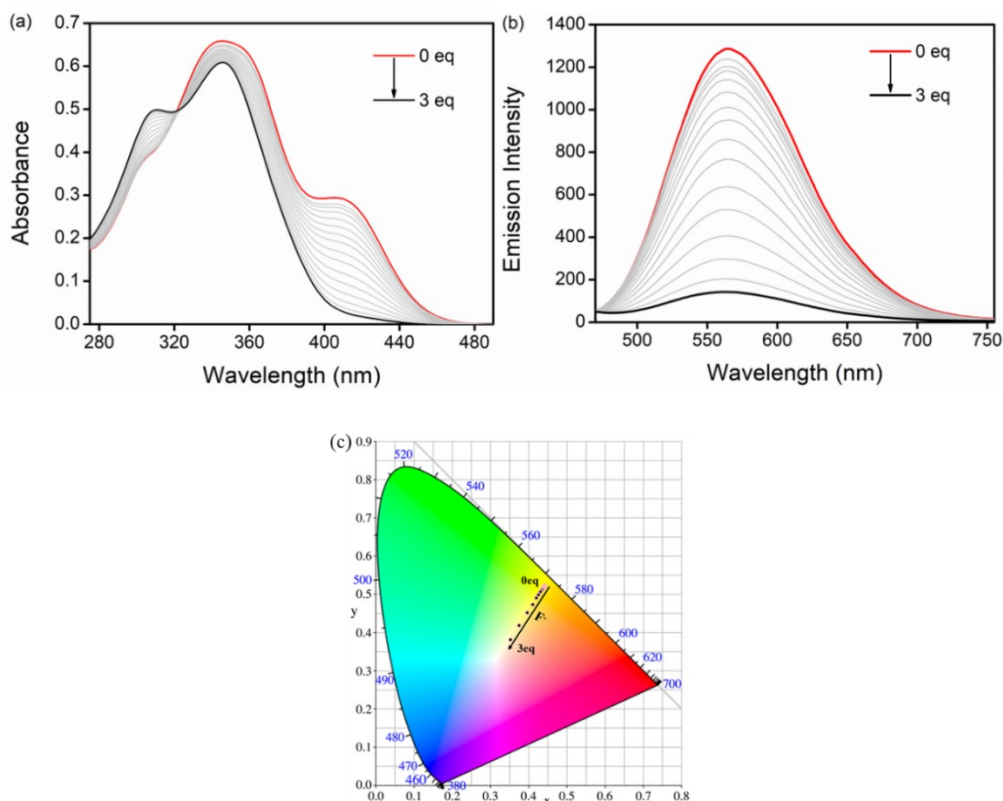 (a)
0.7
0.6
0.5
0.4
0.3
0.2
0.1
0.0
Absorbance
0 eq
3 eq
280 320 360 400 440 480
Wavelength (nm)
(b)
1400
1200
1000
800
600
400
200
0
Emission Intensity
0 eq
3 eq
500 550 600 650 700 750
Wavelength (nm)
(c)
0.9
0.8
0.7
0.6
0.5
0.4
0.3
0.2
0.1
0.0
y
520
540
560
500
0eq
580
600
3eq
620
700
490
480
470
460
380
0.0 0.1 0.2 0.3 0.4 0.5 0.6 0.7 0.8
x